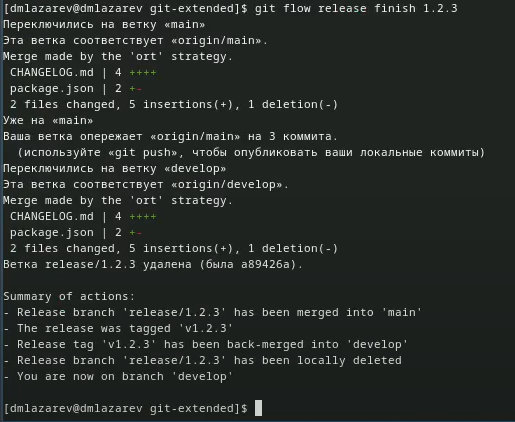 [dmlazarev@dmlazarev git-extended]$ git flow release finish 1.2.3
Переключились на ветку «main»
Эта ветка соответствует «origin/main».
Merge made by the 'ort' strategy.
 CHANGELOG.md | 4 ++++
 package.json | 2 +-
 2 files changed, 5 insertions(+), 1 deletion(-)
Уже на «main»
Ваша ветка опережает «origin/main» на 3 коммита.
  (используйте «git push», чтобы опубликовать ваши локальные коммиты)
Переключились на ветку «develop»
Эта ветка соответствует «origin/develop».
Merge made by the 'ort' strategy.
 CHANGELOG.md | 4 ++++
 package.json | 2 +-
 2 files changed, 5 insertions(+), 1 deletion(-)
Ветка release/1.2.3 удалена (была a89426a).

Summary of actions:
- Release branch 'release/1.2.3' has been merged into 'main'
- The release was tagged 'v1.2.3'
- Release tag 'v1.2.3' has been back-merged into 'develop'
- Release branch 'release/1.2.3' has been locally deleted
- You are now on branch 'develop'

[dmlazarev@dmlazarev git-extended]$